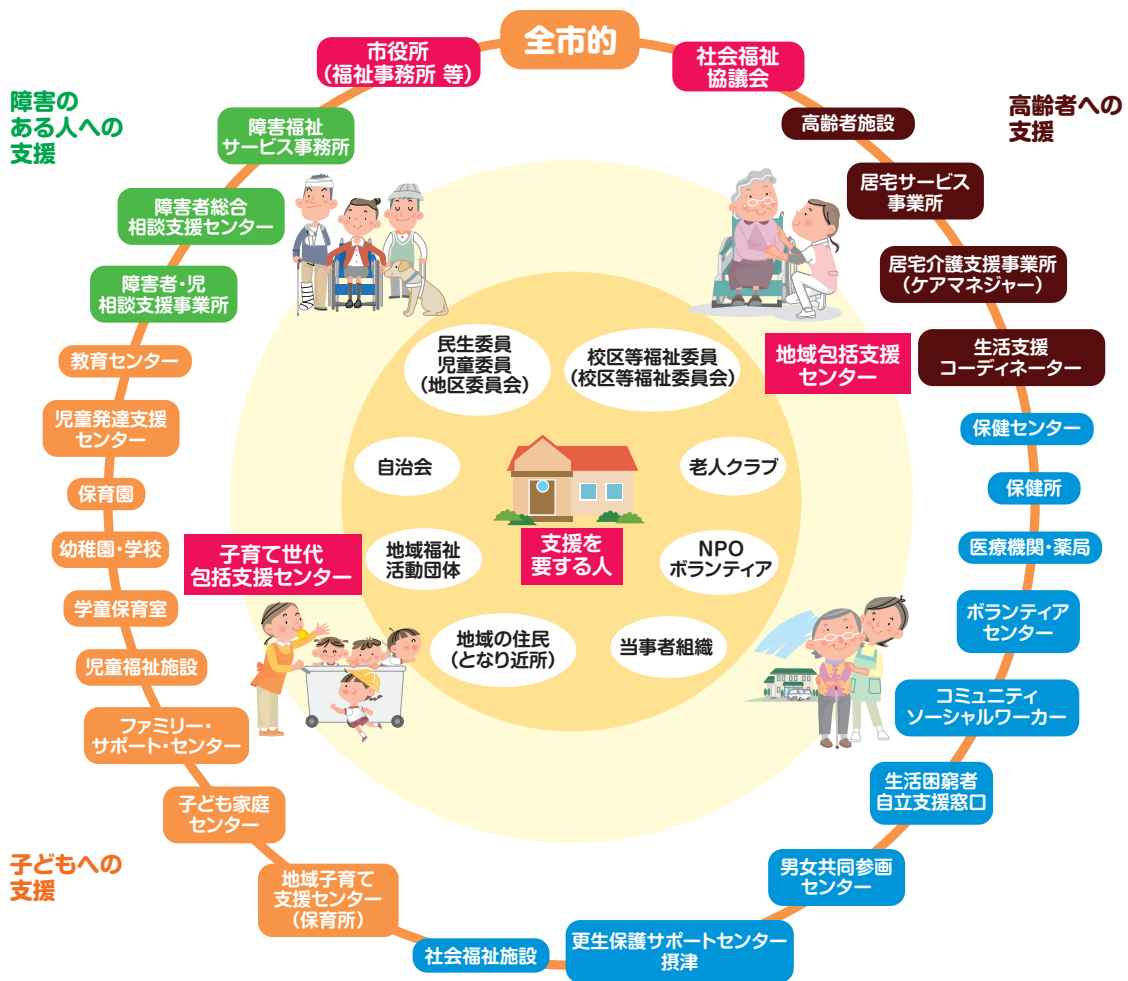 全市的
市役所
（福祉事務所 等）
社会福祉
協議会
障害の
ある人への
支援
高齢者への
支援
障害福祉
サービス事務所
障害者総合
相談支援センター
障害者・児
相談支援事業所
高齢者施設
居宅サービス
事業所
居宅介護支援事業所
（ケアマネジャー）
生活支援
コーディネーター
地域包括支援
センター
民生委員
児童委員
（地区委員会）
校区等福祉委員
（校区等福祉委員会）
自治会
老人クラブ
地域福祉
活動団体
支援を
要する人
NPO
ボランティア
地域の住民
（となり近所）
当事者組織
子育て世代
包括支援センター
教育センター
児童発達支援
センター
保育園
幼稚園・学校
学童保育室
児童福祉施設
ファミリー・
サポート・センター
子ども家庭
センター
地域子育て
支援センター
（保育所）
子どもへの
支援
保健センター
保健所
医療機関・薬局
ボランティア
センター
コミュニティ
ソーシャルワーカー
生活困窮者
自立支援窓口
男女共同参画
センター
更生保護サポートセンター
摂津
社会福祉施設